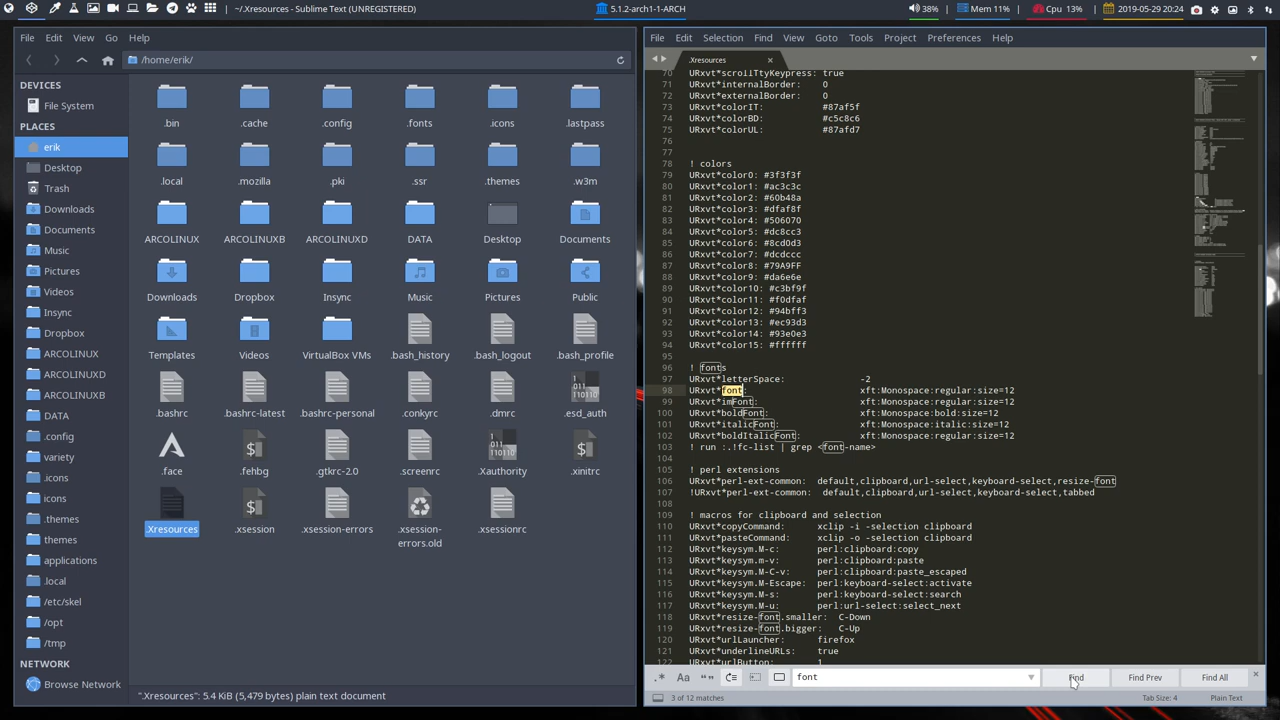 ~/.Xresources - Sublime Text (UNREGISTERED)
5.1.2-arch1-1-ARCH
38%
Mem 11%
Cpu 13%
2019-05-29 20:24
File Edit View Go Help
/home/erik/
DEVICES
File System
PLACES
erik
Desktop
Trash
Downloads
Documents
Music
Pictures
Videos
Insync
Dropbox
ARCOLINUX
ARCOLINUXD
ARCOLINUXB
DATA
.config
variety
.icons
icons
.themes
themes
applications
.local
/etc/skel
/opt
/tmp
NETWORK
Browse Network
.bin .cache .config .fonts .icons .lastpass
.local .mozilla .pki .ssr .themes .w3m
ARCOLINUX ARCOLINUXB ARCOLINUXD DATA Desktop Documents
Downloads Dropbox Insync Music Pictures Public
Templates Videos VirtualBox VMs .bash_history .bash_logout .bash_profile
.bashrc .bashrc-latest .bashrc-personal .conkyrc .dmrc .esd_auth
.face .fehbg .gtkrc-2.0 .screenrc .Xauthority .xinitrc
.Xresources .xsession .xsession-errors .xsession-errors.old .xsessionrc
".Xresources": 5.4 KiB (5,479 bytes) plain text document
File Edit Selection Find View Goto Tools Project Preferences Help
.Xresources
70 URxvt*scrollTtyKeypress: true
71 URxvt*internalBorder: 0
72 URxvt*externalBorder: 0
73 URxvt*colorIT: #87af5f
74 URxvt*colorBD: #c5c8c6
75 URxvt*colorUL: #87afd7
76
77
78 ! colors
79 URxvt*color0: #3f3f3f
80 URxvt*color1: #ac3c3c
81 URxvt*color2: #60b48a
82 URxvt*color3: #dfaf8f
83 URxvt*color4: #506070
84 URxvt*color5: #dc8cc3
85 URxvt*color6: #8cd0d3
86 URxvt*color7: #dcdccc
87 URxvt*color8: #79A9FF
88 URxvt*color9: #da6e6e
89 URxvt*color10: #c3bf9f
90 URxvt*color11: #f0dfaf
91 URxvt*color12: #94bff3
92 URxvt*color13: #ec93d3
93 URxvt*color14: #93e0e3
94 URxvt*color15: #ffffff
95
96 ! fonts
97 URxvt*letterSpace: -2
98 URxvt*font: xft:Monospace:regular:size=12
99 URxvt*imFont: xft:Monospace:regular:size=12
100 URxvt*boldFont: xft:Monospace:bold:size=12
101 URxvt*italicFont: xft:Monospace:italic:size=12
102 URxvt*boldItalicFont: xft:Monospace:regular:size=12
103 ! run :.!fc-list | grep <font-name>
104
105 ! perl extensions
106 URxvt*perl-ext-common: default,clipboard,url-select,keyboard-select,resize-font
107 !URxvt*perl-ext-common: default,clipboard,url-select,keyboard-select,tabbed
108
109 ! macros for clipboard and selection
110 URxvt*copyCommand: xclip -i -selection clipboard
111 URxvt*pasteCommand: xclip -o -selection clipboard
112 URxvt*keysym.M-c: perl:clipboard:copy
113 URxvt*keysym.m-v: perl:clipboard:paste
114 URxvt*keysym.M-C-v: perl:clipboard:paste_escaped
115 URxvt*keysym.M-Escape: perl:keyboard-select:activate
116 URxvt*keysym.M-s: perl:keyboard-select:search
117 URxvt*keysym.M-u: perl:url-select:select_next
118 URxvt*resize-font.smaller: C-Down
119 URxvt*resize-font.bigger: C-Up
120 URxvt*urlLauncher: firefox
121 URxvt*underlineURLs: true
122 URxvt*urlButton: 1
.* Aa “” font Find Find Prev Find All
3 of 12 matches Tab Size: 4 Plain Text